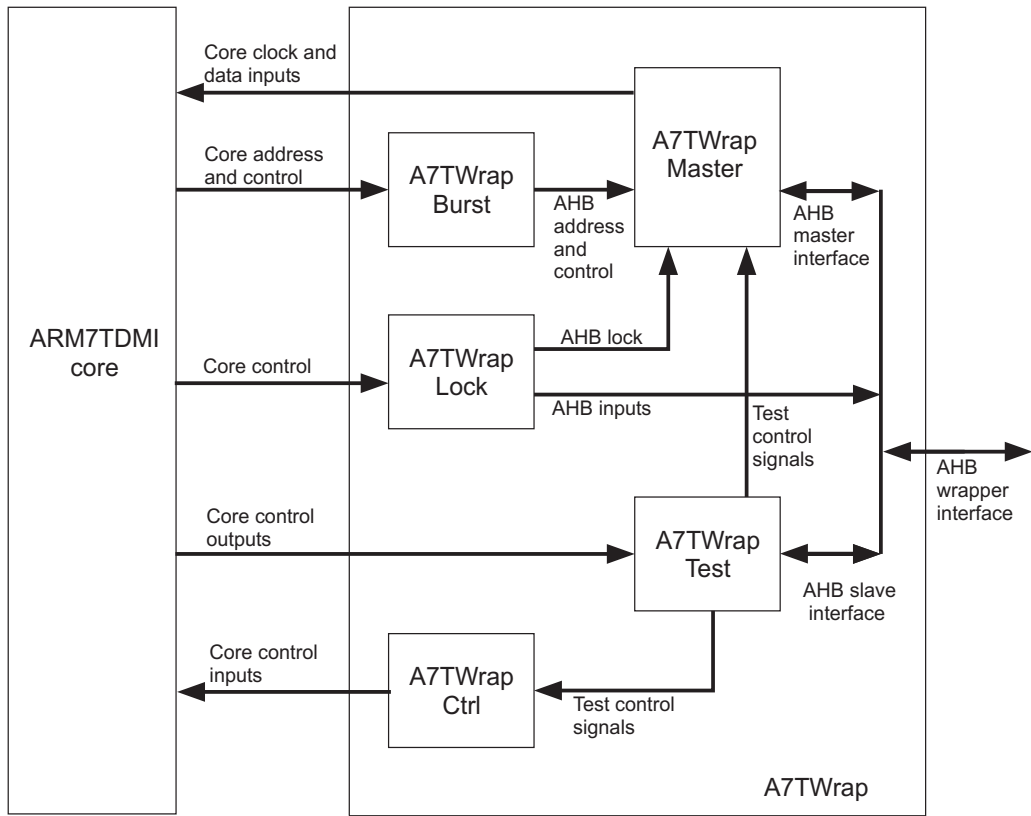 Core clock and
data inputs
A7TWrap
Master
Core address
and control
A7TWrap
Burst
AHB
address
and
control
AHB
master
interface
ARM7TDMI
core
Core control
A7TWrap
Lock
AHB lock
AHB inputs
Test
control
signals
AHB
wrapper
interface
Core control
outputs
A7TWrap
Test
AHB slave
interface
Core control
inputs
A7TWrap
Ctrl
Test control
signals
A7TWrap